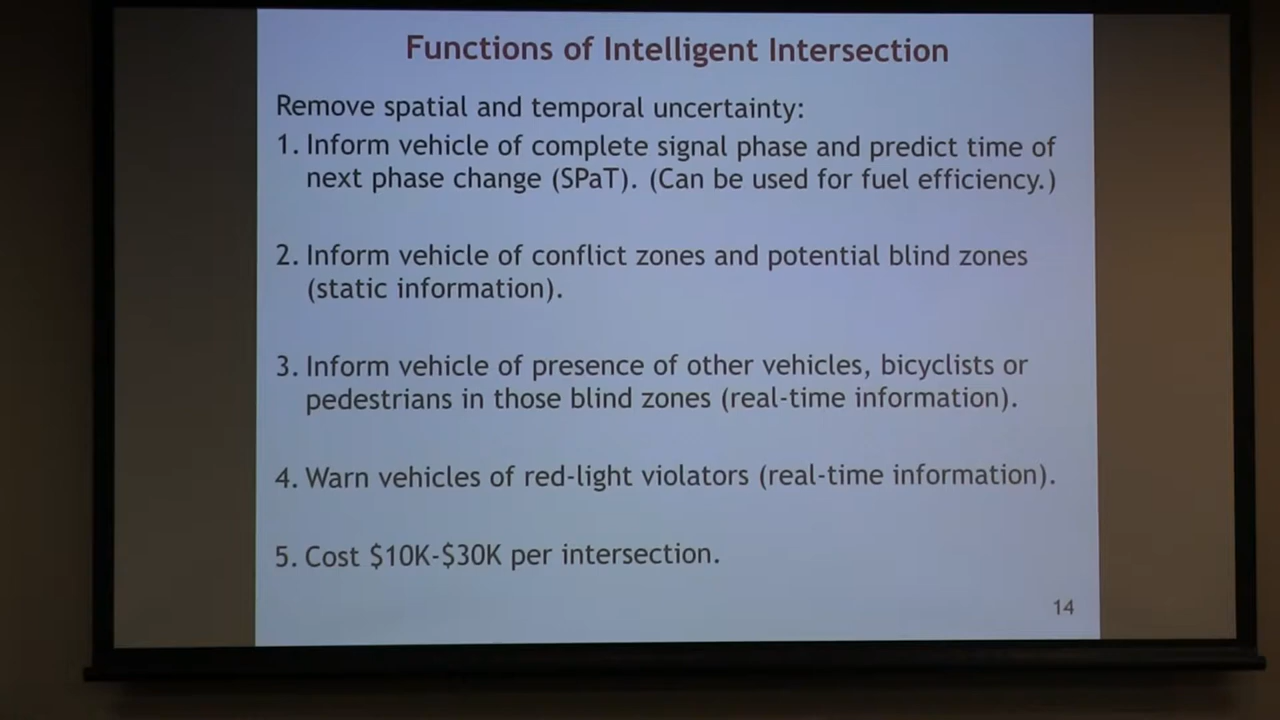 Functions of Intelligent Intersection
Remove spatial and temporal uncertainty:
1. Inform vehicle of complete signal phase and predict time of
next phase change (SPaT). (Can be used for fuel efficiency.)
2. Inform vehicle of conflict zones and potential blind zones
(static information).
3. Inform vehicle of presence of other vehicles, bicyclists or
pedestrians in those blind zones (real-time information).
4. Warn vehicles of red-light violators (real-time information).
5. Cost $10K-$30K per intersection.
14